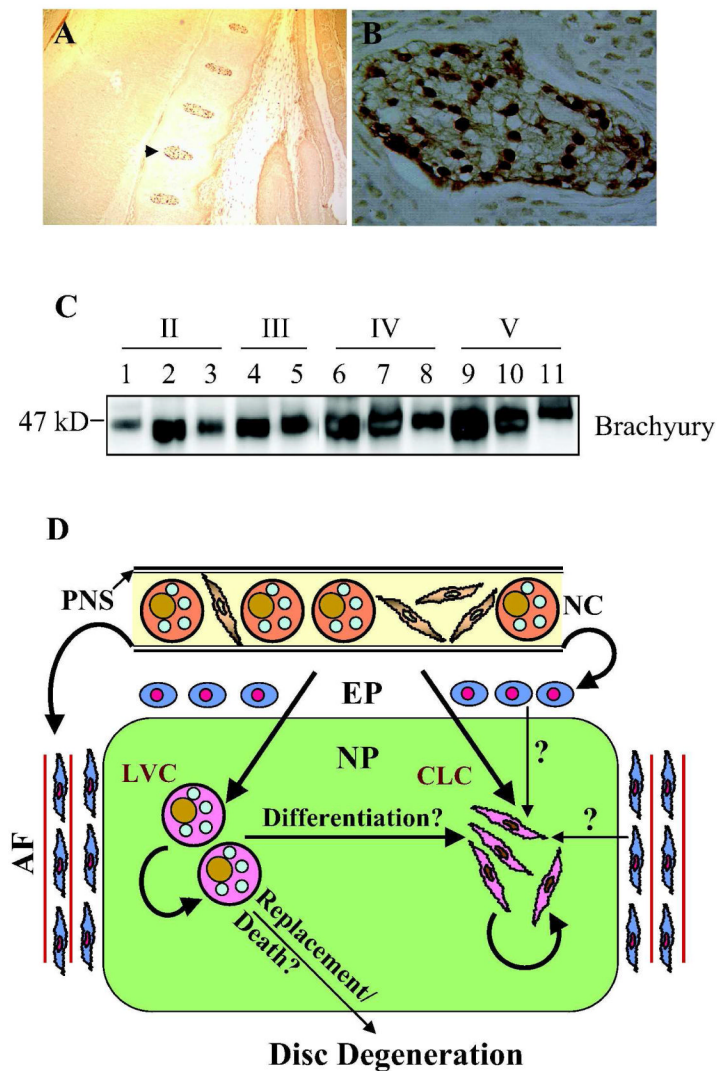 A
B
C
II III IV V
1 2 3 4 5 6 7 8 9 10 11
47 kD
Brachyury
D
PNS
NC
EP
NP
LVC
CLC
?
Differentiation?
?
AF
Replacement/
Death?
Disc Degeneration